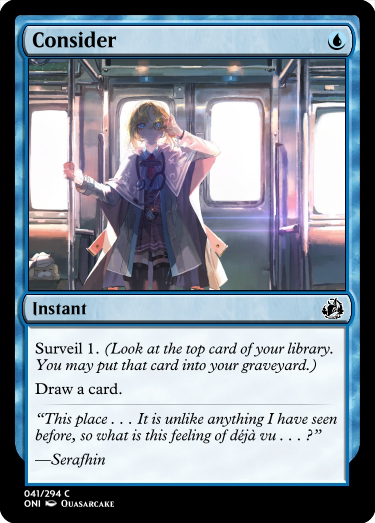 Consider
Instant
Surveil 1. (Look at the top card of your library.
You may put that card into your graveyard.)
Draw a card.
“This place . . . It is unlike anything I have seen
before, so what is this feeling of déjà vu . . . ?”
—Serafhin
041/294 C
ONI Quasarcake